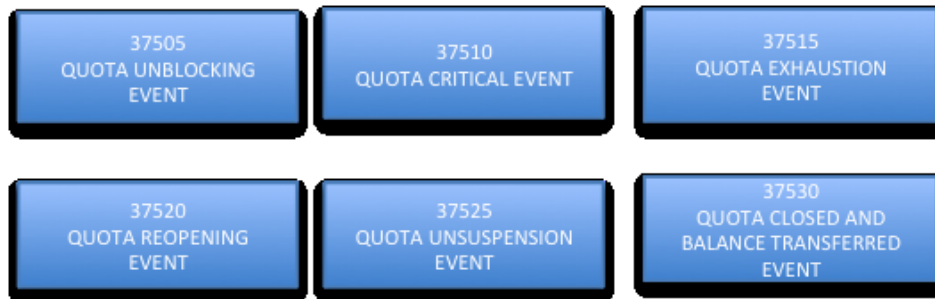 37505
QUOTA UNBLOCKING
EVENT
37510
QUOTA CRITICAL EVENT
37515
QUOTA EXHAUSTION
EVENT
37520
QUOTA REOPENING
EVENT
37525
QUOTA UNSUSPENSION
EVENT
37530
QUOTA CLOSED AND
BALANCE TRANSFERRED
EVENT